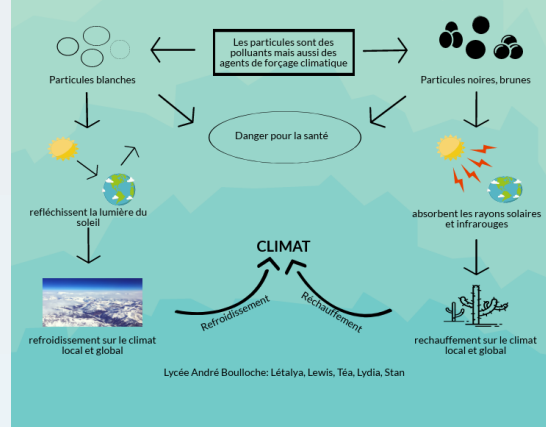 Les particules sont des
polluants mais aussi des
agents de forçage climatique
Particules blanches
Particules noires, brunes
Danger pour la santé
refléchissent la lumière du
soleil
absorbent les rayons solaires
et infrarouges
CLIMAT
Refroidissement
Réchauffement
refroidissement sur le climat
local et global
rechauffement sur le climat
local et global
Lycée André Boulloche: Létalya, Lewis, Téa, Lydia, Stan